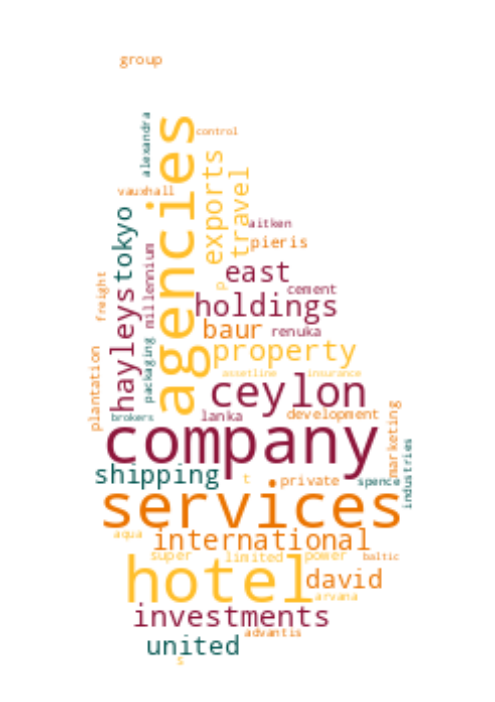 group
alexandra
agencies
control
exports
travel
vauxhall
tokyo
aitken
pieris
millennium
east
freight
hayleys
p
cement
holdings
baur
renuka
packaging
property
plantation
assetline
insurance
ceylon
brokers
lanka
development
marketing
company
industries
shipping
t
private
spence
services
aqua
international
super
limited
power
baltic
hotel
david
arvana
investments
advantis
united
s